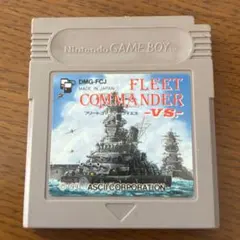 Nintendo GAME BOY
DMG-FCJ
MADE IN JAPAN
FLEET
COMMANDER
-VS.-
ASCII CORPORATION